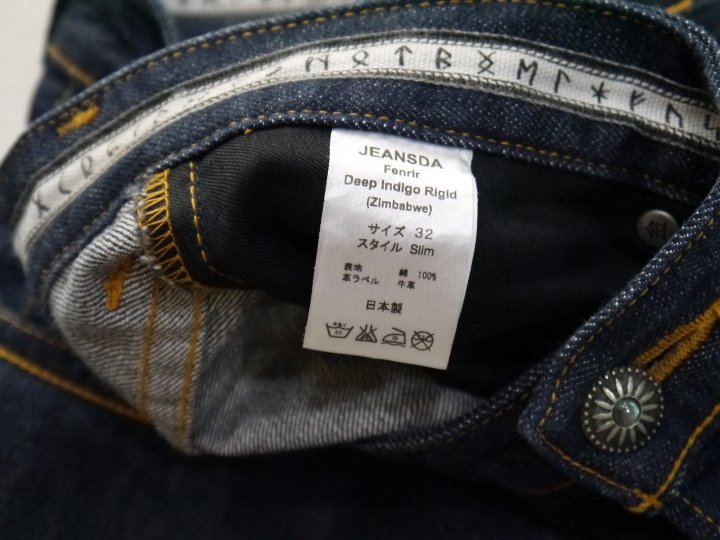 ᚺ ᛟ ᛏ ᛒ ᛝ ᛖ ᛚ ᚠ ᚢ
JEANSDA
Fenrir
Deep Indigo Rigid
(Zimbabwe)
サイズ 32
スタイル Slim
表地 綿 100%
革ラベル 牛革
日本製